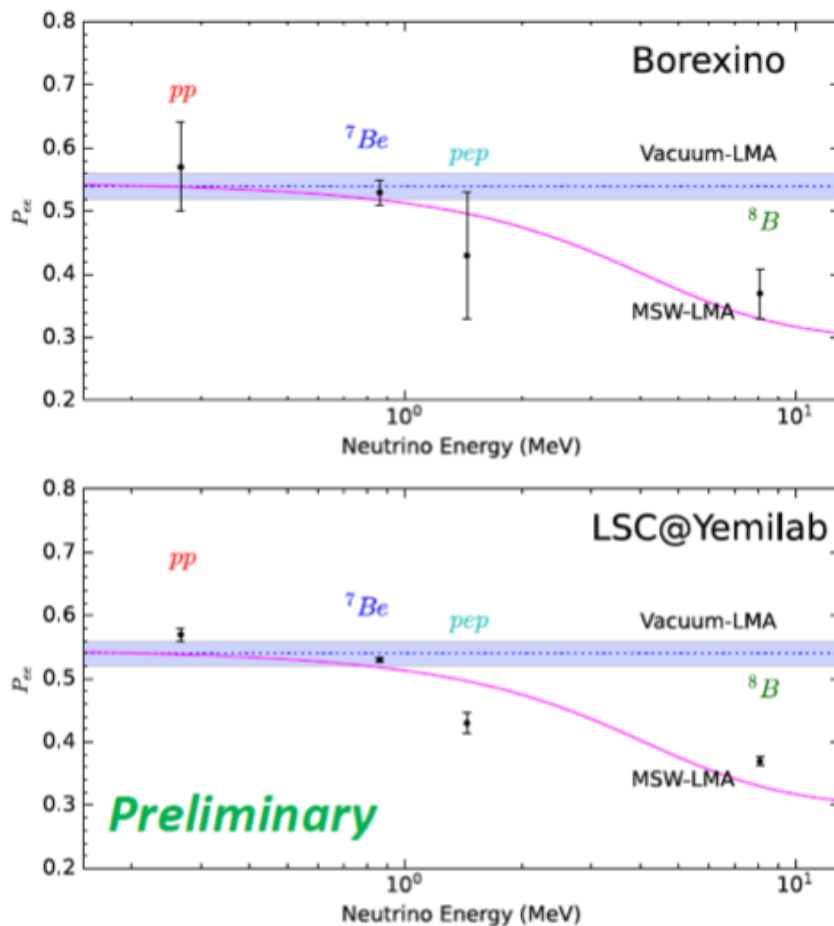 0.8
0.7
0.6
0.5
0.4
0.3
0.2
P_ee
Borexino
pp
⁷Be
pep
Vacuum-LMA
⁸B
MSW-LMA
10⁰
10¹
Neutrino Energy (MeV)
0.8
0.7
0.6
0.5
0.4
0.3
0.2
P_ee
LSC@Yemilab
pp
⁷Be
pep
Vacuum-LMA
⁸B
MSW-LMA
Preliminary
10⁰
10¹
Neutrino Energy (MeV)